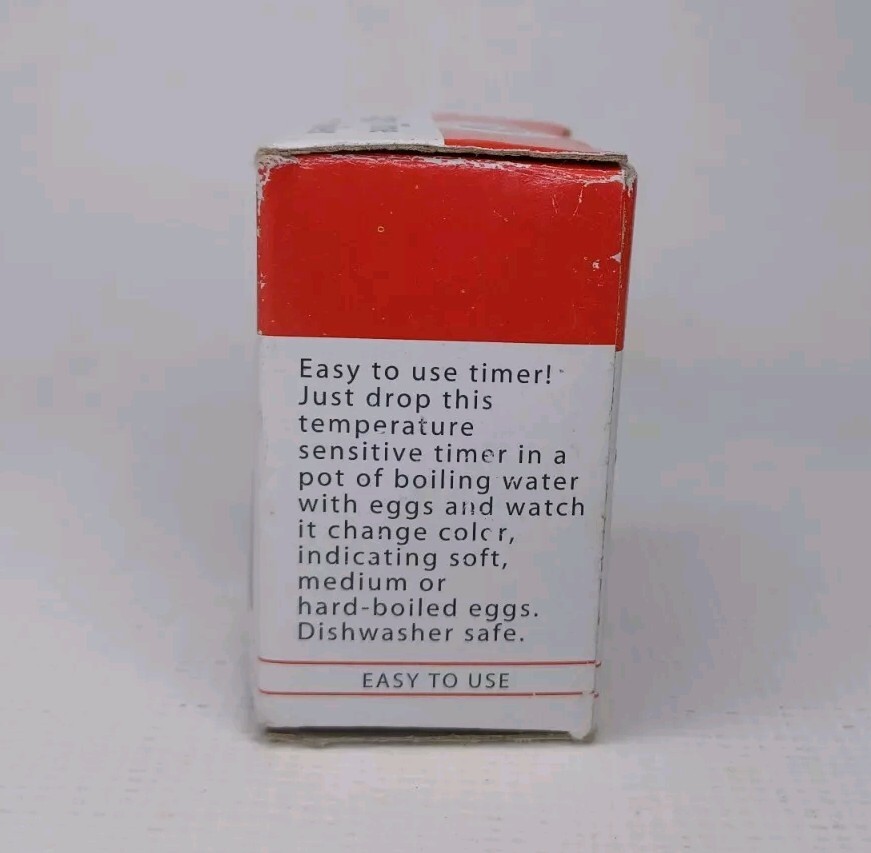 Easy to use timer!
Just drop this
temperature
sensitive timer in a
pot of boiling water
with eggs and watch
it change color,
indicating soft,
medium or
hard-boiled eggs.
Dishwasher safe.
EASY TO USE